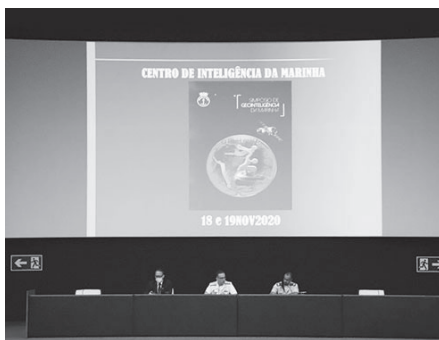 CENTRO DE INTELIGÊNCIA DA MARINHA
SIMPÓSIO DE
GEOINTELIGÊNCIA
DA MARINHA
18 e 19NOV2020